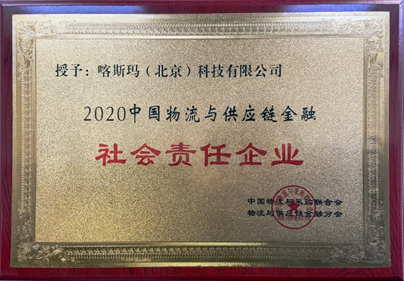 授予：喀斯玛（北京）科技有限公司
2020中国物流与供应链金融
社会责任企业
中国物流与采购联合会
物流与供应链金融分会